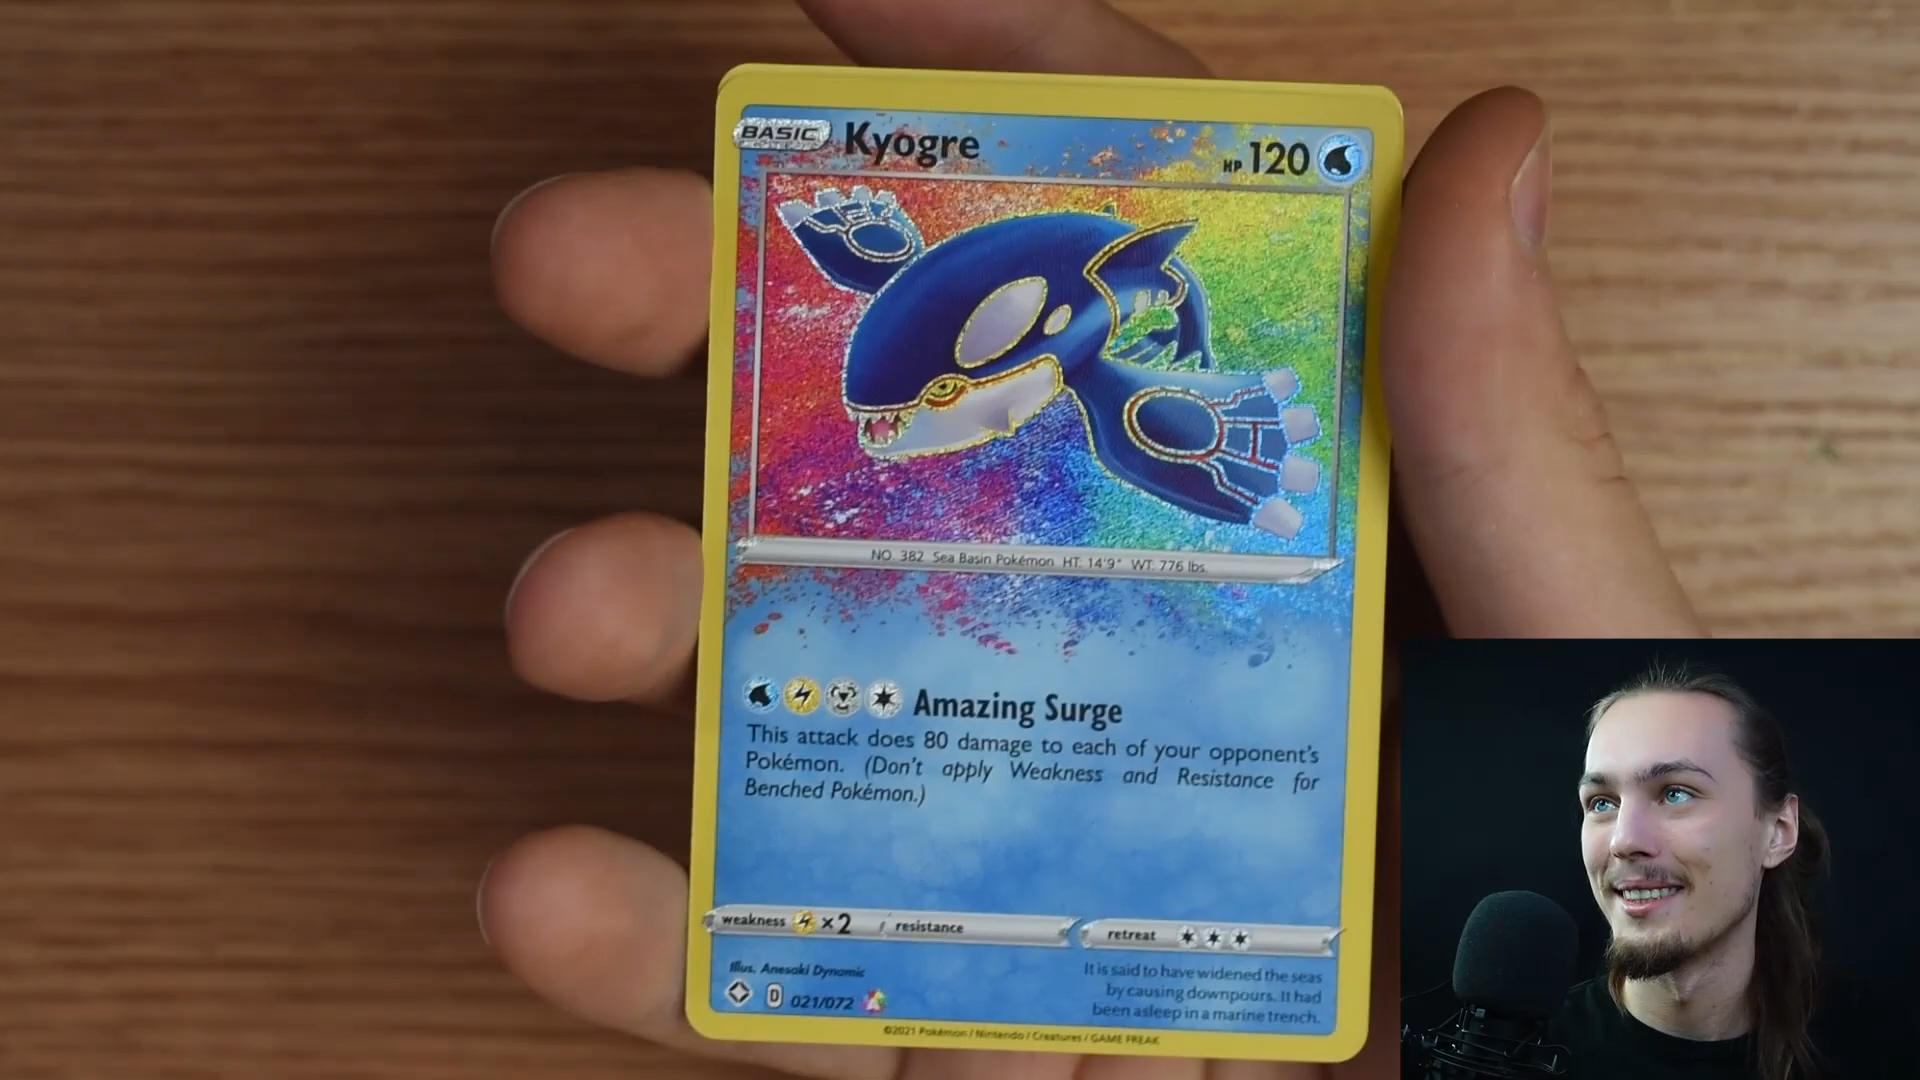 BASIC Kyogre HP 120
NO. 382 Sea Basin Pokémon HT. 14'9" WT. 776 lbs.
Amazing Surge
This attack does 80 damage to each of your opponent's
Pokémon. (Don't apply Weakness and Resistance for
Benched Pokémon.)
weakness ×2 resistance retreat
Illus. Anesaki Dynamic
D 021/072
It is said to have widened the seas
by causing downpours. It had
been asleep in a marine trench.
©2021 Pokémon / Nintendo / Creatures / GAME FREAK